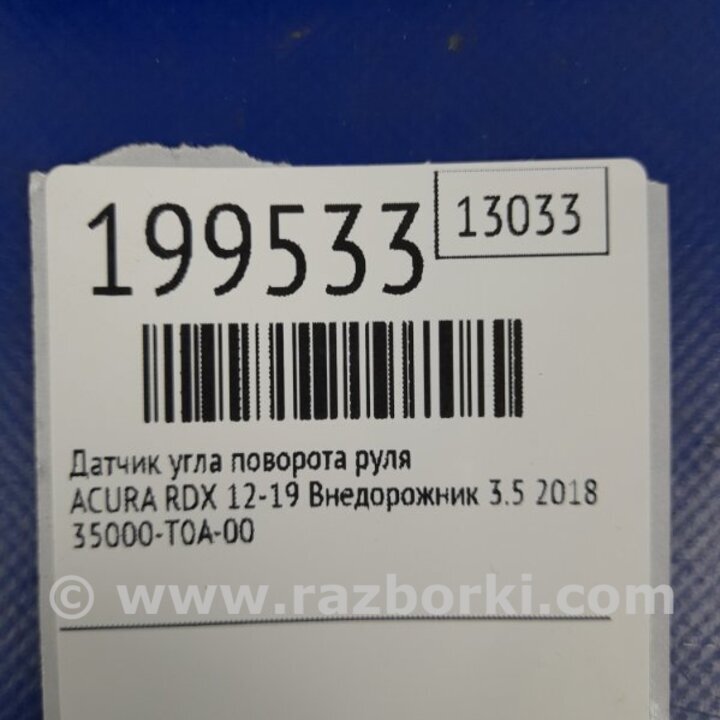 199533
13033
Датчик угла поворота руля
ACURA RDX 12-19 Внедорожник 3.5 2018
35000-T0A-00
© www.razborki.com